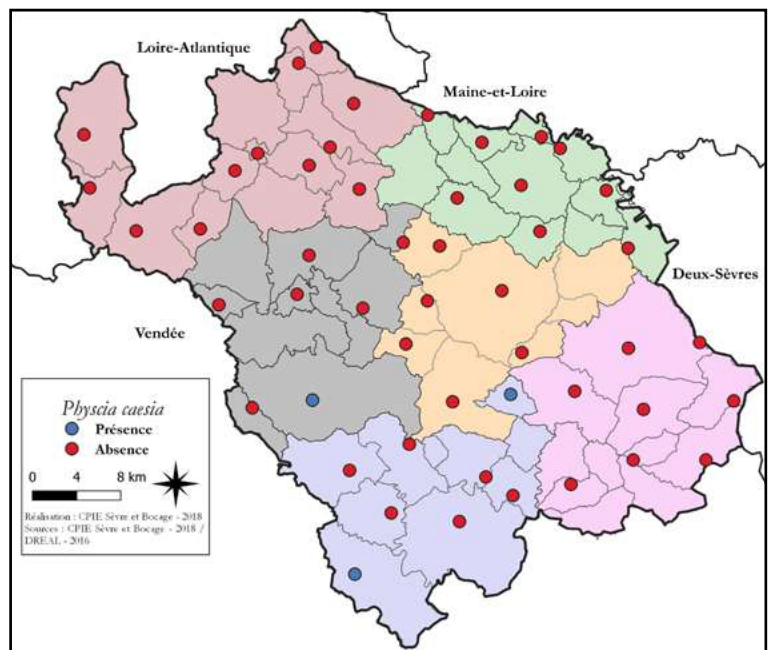 Loire-Atlantique
Maine-et-Loire
Deux-Sèvres
Vendée
Physcia caesia
Présence
Absence
0 4 8 km
Réalisation : CPIE Sèvre et Bocage - 2018
Sources : CPIE Sèvre et Bocage - 2018 /
DREAL - 2016